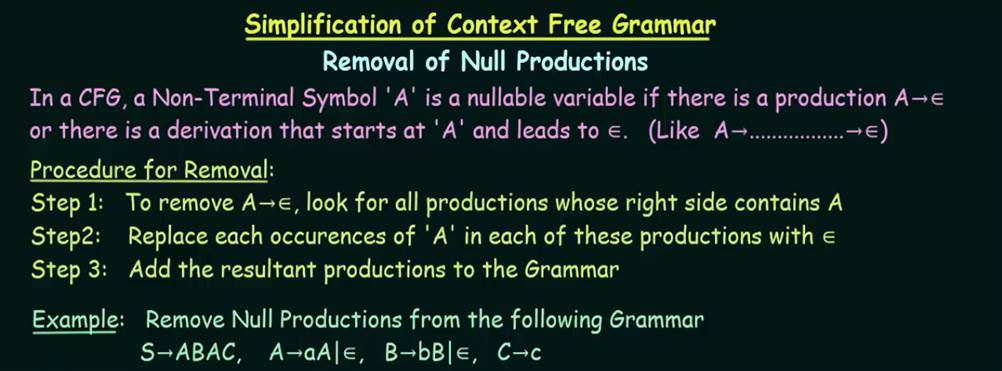 Simplification of Context Free Grammar
Removal of Null Productions
In a CFG, a Non-Terminal Symbol 'A' is a nullable variable if there is a production A→∈
or there is a derivation that starts at 'A' and leads to ∈. (Like A→.................→∈)
Procedure for Removal:
Step 1: To remove A→∈, look for all productions whose right side contains A
Step2: Replace each occurences of 'A' in each of these productions with ∈
Step 3: Add the resultant productions to the Grammar
Example: Remove Null Productions from the following Grammar
S→ABAC, A→aA|∈, B→bB|∈, C→c